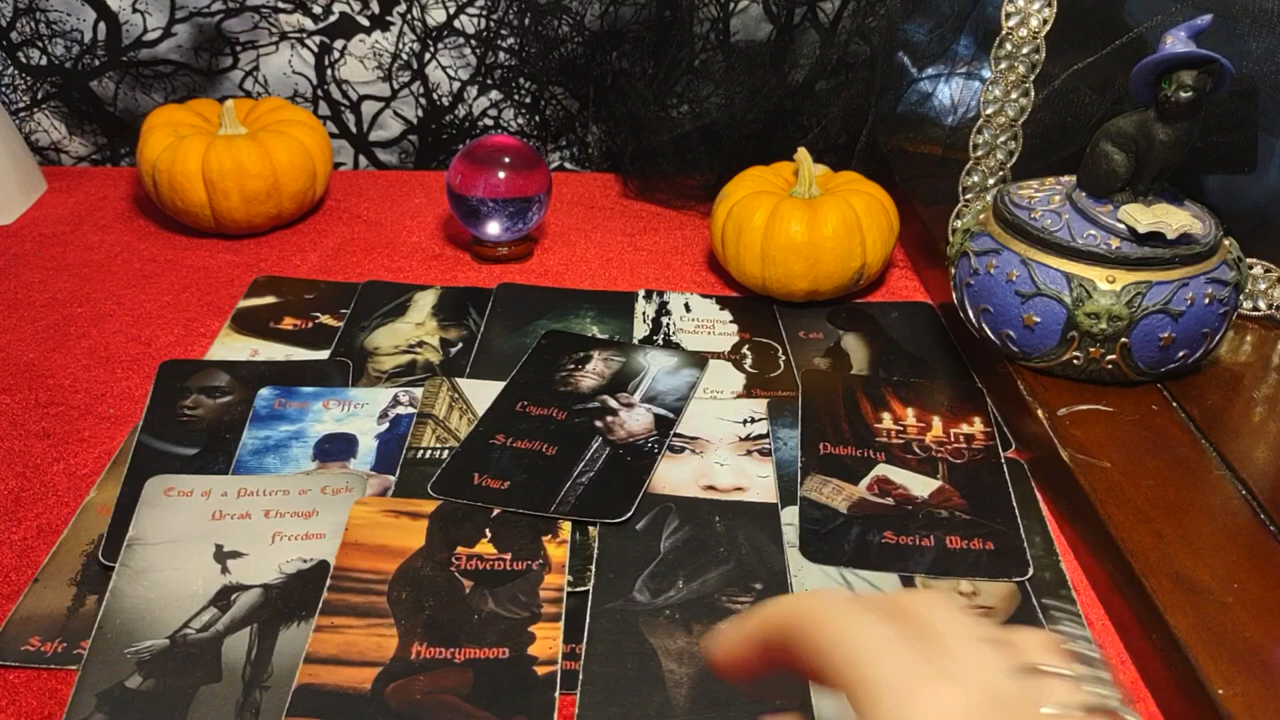 Listening
and
Understanding
Cold
Love and Abundance
Love Offer
Loyalty
Stability
Vows
Publicity
Social Media
End of a Pattern or Cycle
Break Through
Freedom
Adventure
Honeymoon
Safe